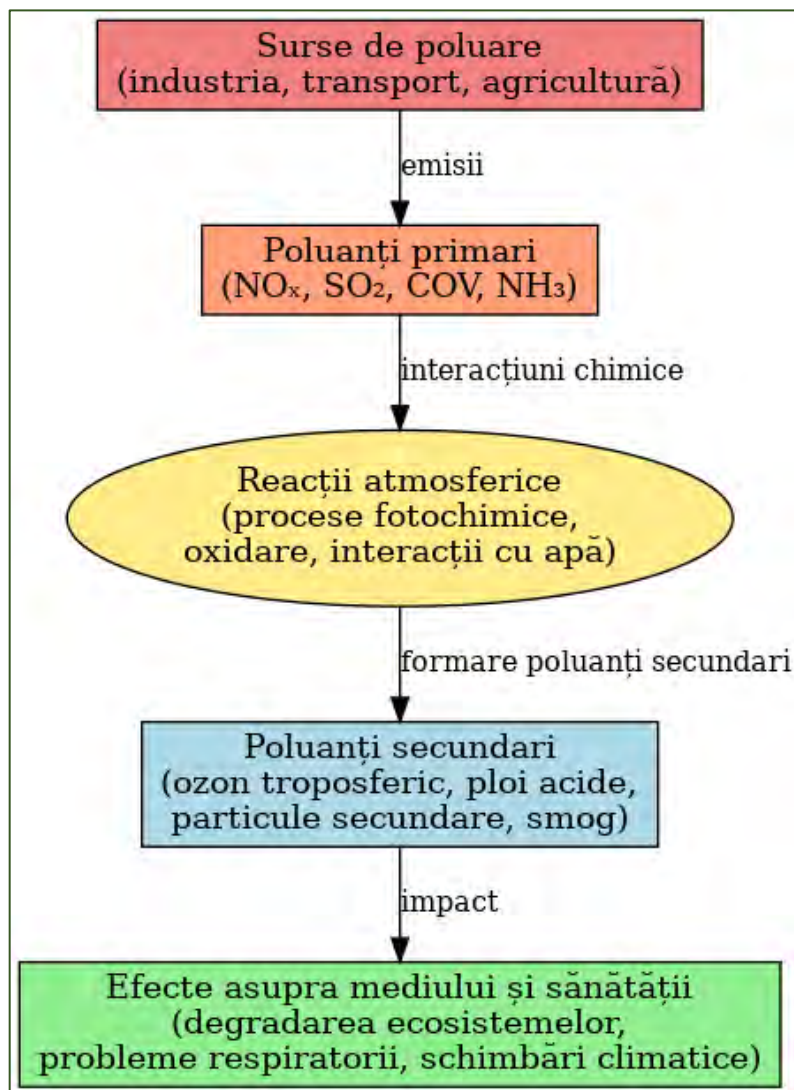 Surse de poluare
(industria, transport, agricultură)
emisii
Poluanți primari
(NOₓ, SO₂, COV, NH₃)
interacțiuni chimice
Reacții atmosferice
(procese fotochimice,
oxidare, interacții cu apă)
formare poluanți secundari
Poluanți secundari
(ozon troposferic, ploi acide,
particule secundare, smog)
impact
Efecte asupra mediului și sănătății
(degradarea ecosistemelor,
probleme respiratorii, schimbări climatice)